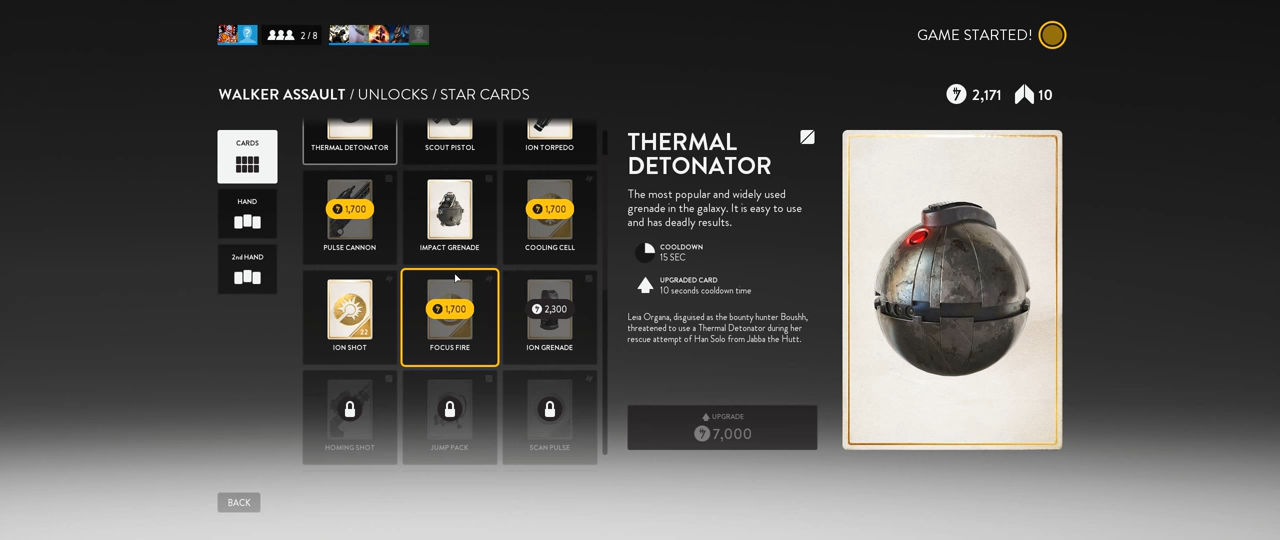 2 / 8
GAME STARTED!
WALKER ASSAULT / UNLOCKS / STAR CARDS
2,171
10
CARDS
HAND
2nd HAND
THERMAL DETONATOR
SCOUT PISTOL
ION TORPEDO
1,700
1,700
PULSE CANNON
IMPACT GRENADE
COOLING CELL
22
1,700
2,300
ION SHOT
FOCUS FIRE
ION GRENADE
HOMING SHOT
JUMP PACK
SCAN PULSE
THERMAL
DETONATOR
The most popular and widely used
grenade in the galaxy. It is easy to use
and has deadly results.
COOLDOWN
15 SEC
UPGRADED CARD
10 seconds cooldown time
Leia Organa, disguised as the bounty hunter Boushh,
threatened to use a Thermal Detonator during her
rescue attempt of Han Solo from Jabba the Hutt.
UPGRADE
7,000
BACK